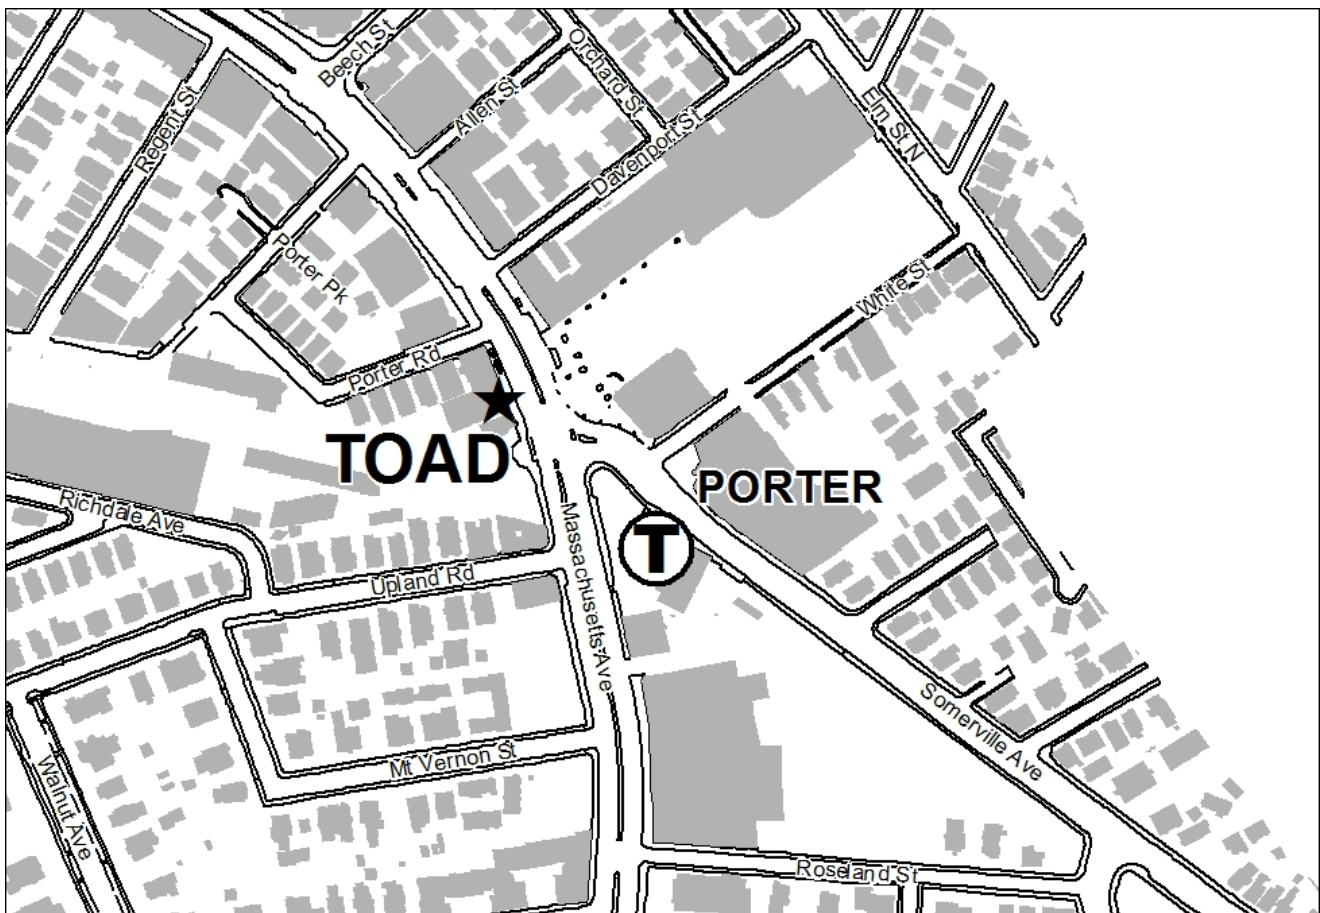 Beech St
Orchard St
Allen St
Regent St
Elm St N
Davenport St
Porter Pk
White St
Porter Rd
TOAD
PORTER
T
Richdale Ave
Massachusetts Ave
Upland Rd
Somerville Ave
Mt Vernon St
Walnut Ave
Roseland St